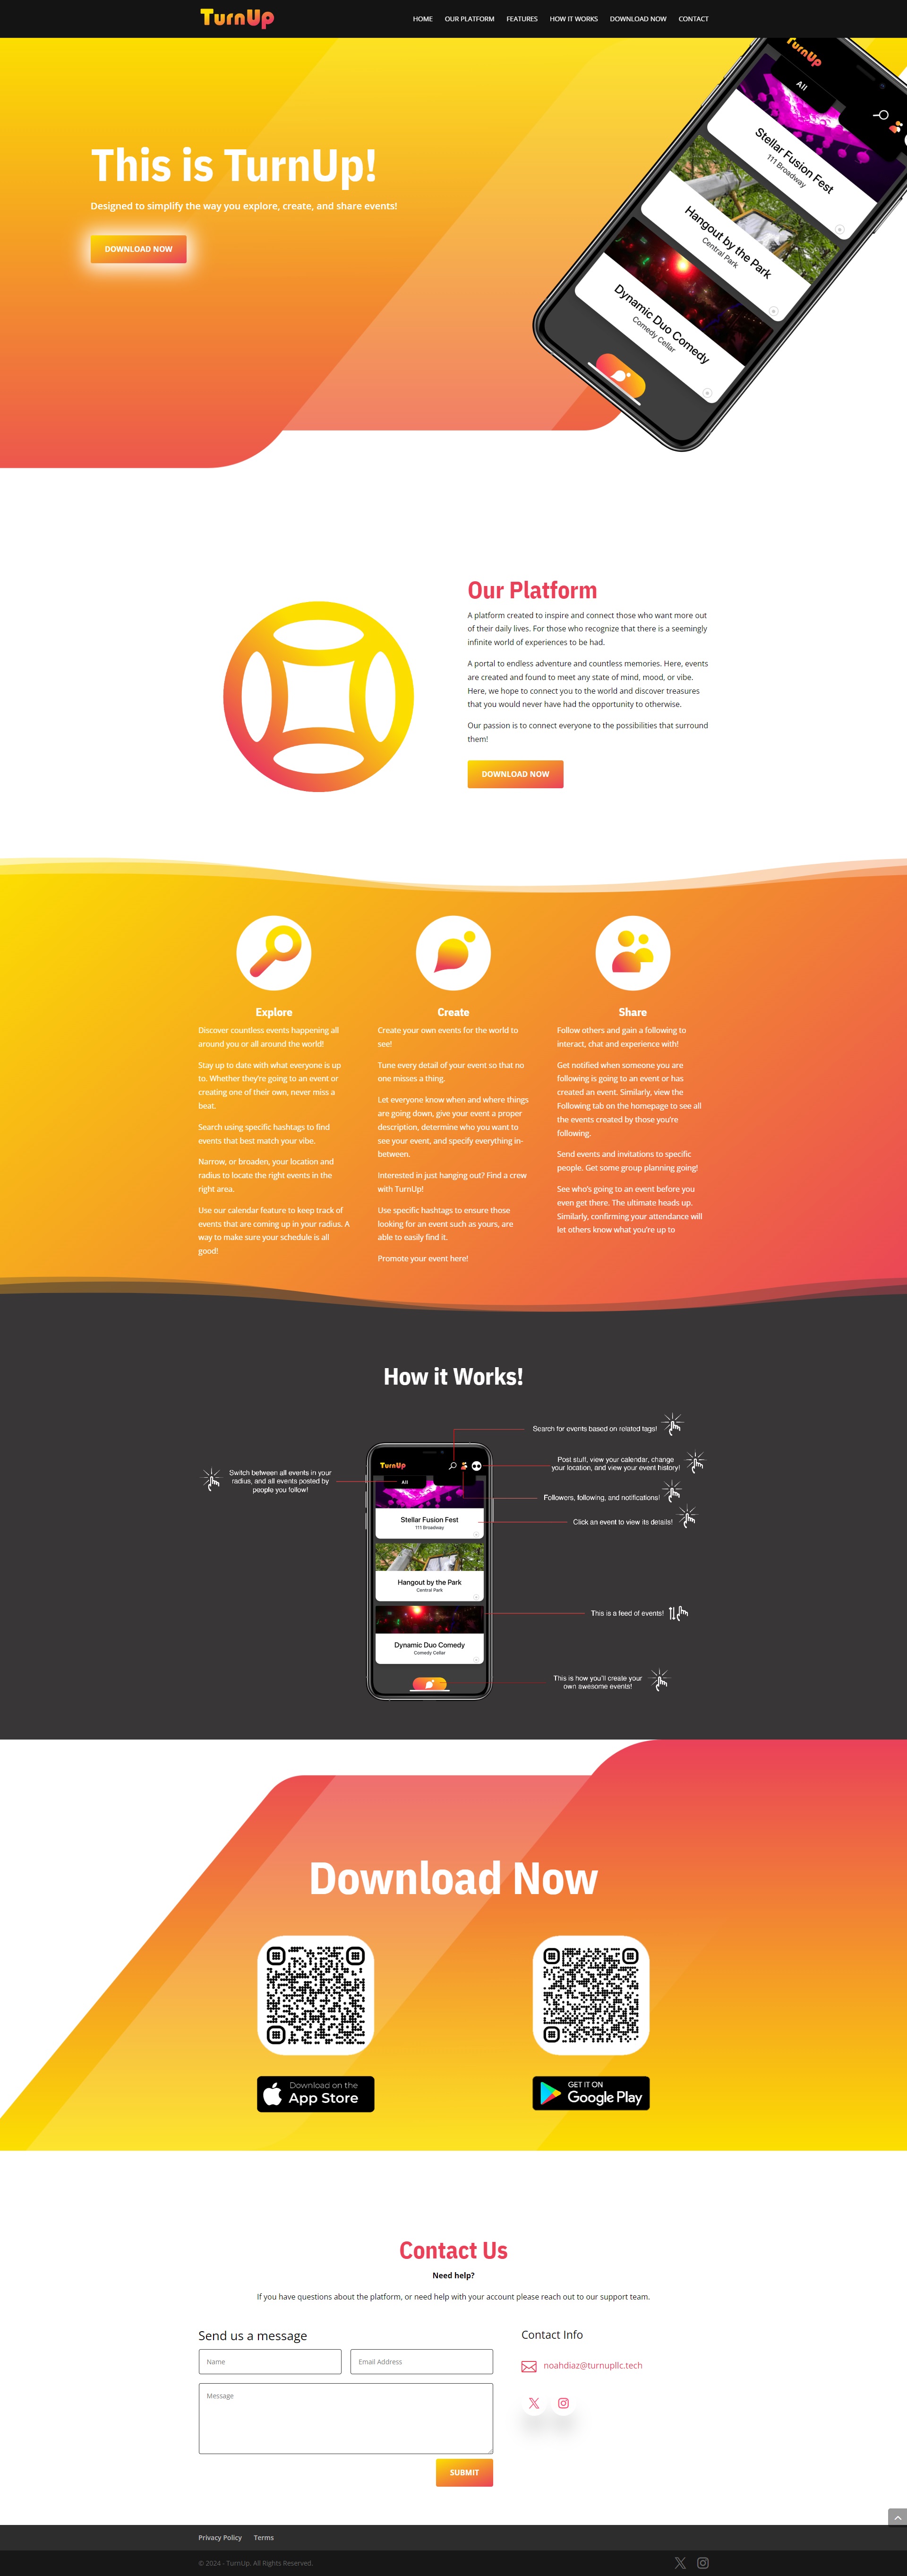 TurnUp
HOME OUR PLATFORM FEATURES HOW IT WORKS DOWNLOAD NOW CONTACT
This is TurnUp!
Designed to simplify the way you explore, create, and share events!
DOWNLOAD NOW
TurnUp
All
Stellar Fusion Fest
111 Broadway
Hangout by the Park
Central Park
Dynamic Duo Comedy
Comedy Cellar
Our Platform
A platform created to inspire and connect those who want more out
of their daily lives. For those who recognize that there is a seemingly
infinite world of experiences to be had.
A portal to endless adventure and countless memories. Here, events
are created and found to meet any state of mind, mood, or vibe.
Here, we hope to connect you to the world and discover treasures
that you would never have had the opportunity to otherwise.
Our passion is to connect everyone to the possibilities that surround
them!
DOWNLOAD NOW
Explore
Discover countless events happening all
around you or all around the world!
Stay up to date with what everyone is up
to. Whether they're going to an event or
creating one of their own, never miss a
beat.
Search using specific hashtags to find
events that best match your vibe.
Narrow, or broaden, your location and
radius to locate the right events in the
right area.
Use our calendar feature to keep track of
events that are coming up in your radius. A
way to make sure your schedule is all
good!
Create
Create your own events for the world to
see!
Tune every detail of your event so that no
one misses a thing.
Let everyone know when and where things
are going down, give your event a proper
description, determine who you want to
see your event, and specify everything in-
between.
Interested in just hanging out? Find a crew
with TurnUp!
Use specific hashtags to ensure those
looking for an event such as yours, are
able to easily find it.
Promote your event here!
Share
Follow others and gain a following to
interact, chat and experience with!
Get notified when someone you are
following is going to an event or has
created an event. Similarly, view the
Following tab on the homepage to see all
the events created by those you're
following.
Send events and invitations to specific
people. Get some group planning going!
See who's going to an event before you
even get there. The ultimate heads up.
Similarly, confirming your attendance will
let others know what you're up to
How it Works!
Search for events based on related tags!
Post stuff, view your calendar, change
your location, and view your event history!
Switch between all events in your
radius, and all events posted by
people you follow!
Followers, following, and notifications!
Click an event to view its details!
This is a feed of events!
This is how you'll create your
own awesome events!
TurnUp
All
Stellar Fusion Fest
111 Broadway
Hangout by the Park
Central Park
Dynamic Duo Comedy
Comedy Cellar
Download Now
Download on the
App Store
GET IT ON
Google Play
Contact Us
Need help?
If you have questions about the platform, or need help with your account please reach out to our support team.
Send us a message
Name
Email Address
Message
SUBMIT
Contact Info
noahdiaz@turnupllc.tech
Privacy Policy Terms
© 2024 - TurnUp. All Rights Reserved.